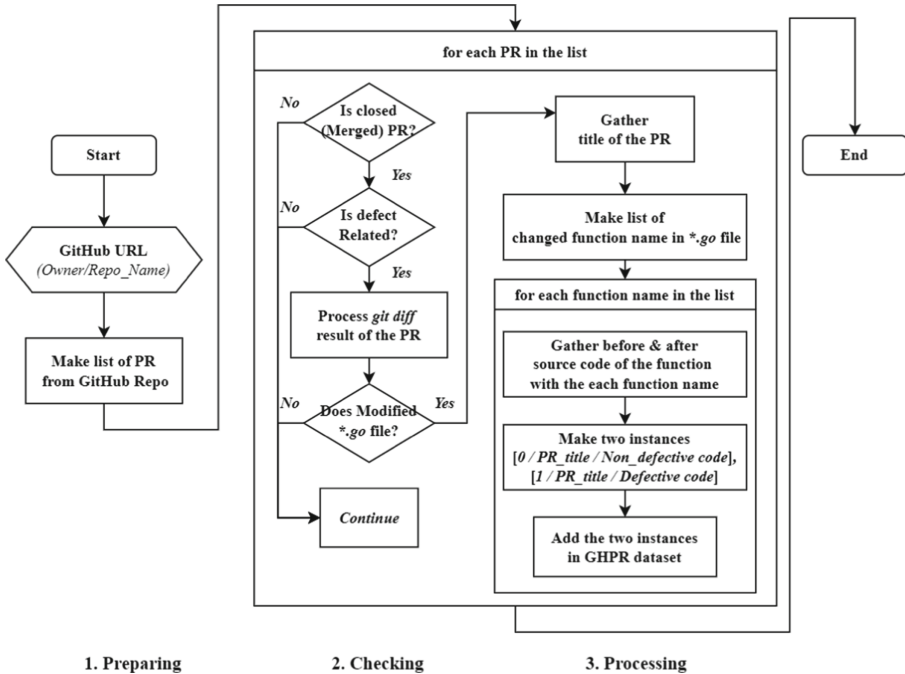 Start
GitHub URL
(Owner/Repo_Name)
Make list of PR
from GitHub Repo
for each PR in the list
No
Is closed
(Merged) PR?
Yes
No
Is defect
Related?
Yes
Process git diff
result of the PR
No
Does Modified
*.go file?
Yes
Continue
Gather
title of the PR
Make list of
changed function name in *.go file
for each function name in the list
Gather before & after
source code of the function
with the each function name
Make two instances
[0 / PR_title / Non_defective code],
[1 / PR_title / Defective code]
Add the two instances
in GHPR dataset
End
1. Preparing
2. Checking
3. Processing